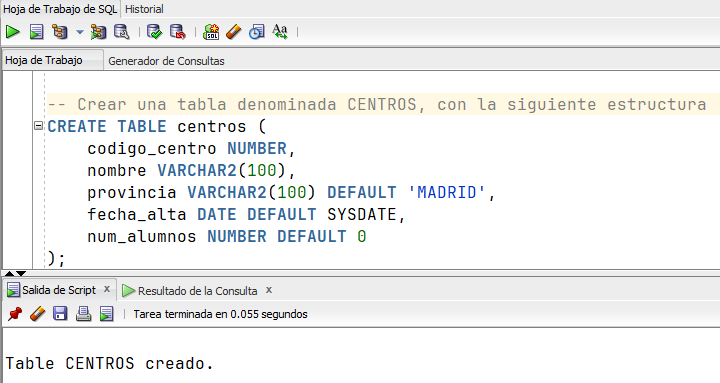 Hoja de Trabajo de SQL Historial
Hoja de Trabajo Generador de Consultas
-- Crear una tabla denominada CENTROS, con la siguiente estructura
CREATE TABLE centros (
    codigo_centro NUMBER,
    nombre VARCHAR2(100),
    provincia VARCHAR2(100) DEFAULT 'MADRID',
    fecha_alta DATE DEFAULT SYSDATE,
    num_alumnos NUMBER DEFAULT 0
);
Salida de Script x Resultado de la Consulta x
Tarea terminada en 0.055 segundos
Table CENTROS creado.